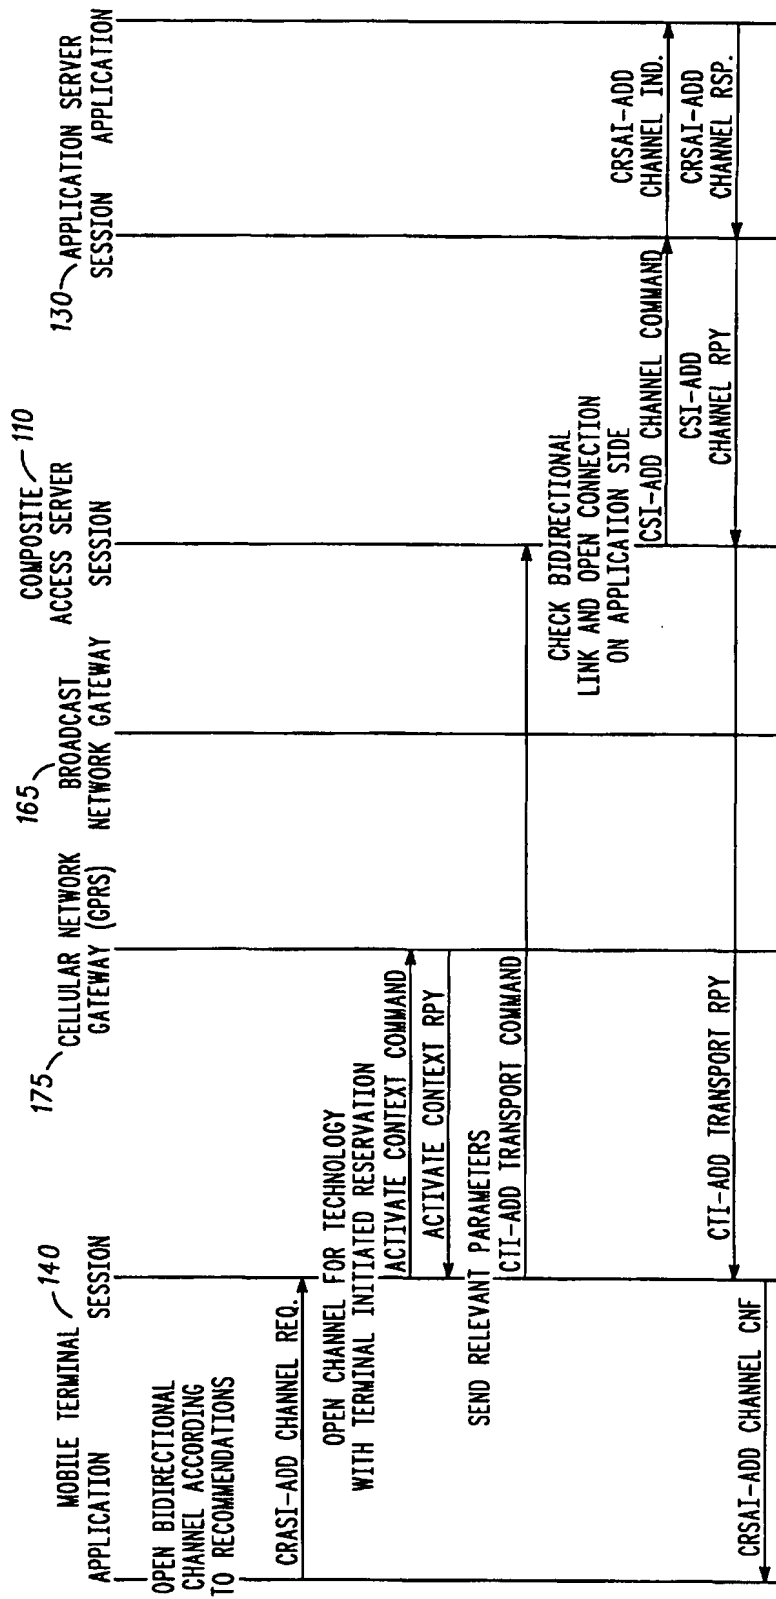 MOBILE TERMINAL 140
APPLICATION
SESSION
175 CELLULAR NETWORK
GATEWAY (GPRS)
165 BROADCAST
NETWORK GATEWAY
COMPOSITE 110
ACCESS SERVER
SESSION
130 APPLICATION SERVER
SESSION
APPLICATION
OPEN BIDIRECTIONAL
CHANNEL ACCORDING
TO RECOMMENDATIONS
CRASI-ADD CHANNEL REQ.
OPEN CHANNEL FOR TECHNOLOGY
WITH TERMINAL INITIATED RESERVATION
ACTIVATE CONTEXT COMMAND
ACTIVATE CONTEXT RPY
SEND RELEVANT PARAMETERS
CTI-ADD TRANSPORT COMMAND
CHECK BIDIRECTIONAL
LINK AND OPEN CONNECTION
ON APPLICATION SIDE
CSI-ADD CHANNEL COMMAND
CRSAI-ADD
CHANNEL IND.
CRSAI-ADD
CHANNEL RSP.
CSI-ADD
CHANNEL RPY
CTI-ADD TRANSPORT RPY
CRSAI-ADD CHANNEL CNF